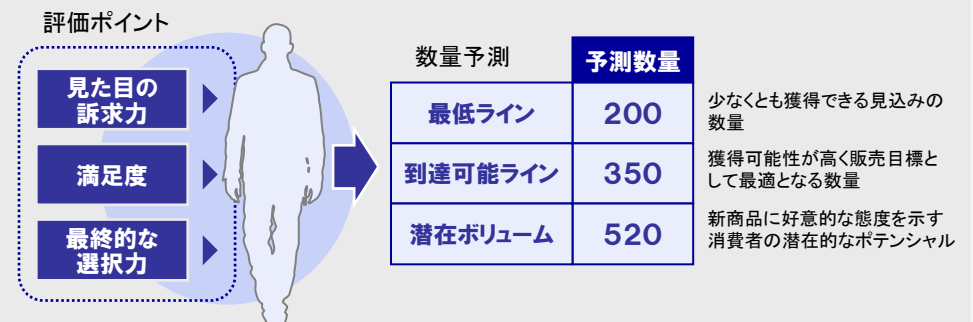 評価ポイント
見た目の
訴求力
満足度
最終的な
選択力
数量予測
予測数量
最低ライン
200
少なくとも獲得できる見込みの
数量
到達可能ライン
350
獲得可能性が高く販売目標と
して最適となる数量
潜在ボリューム
520
新商品に好意的な態度を示す
消費者の潜在的なポテンシャル